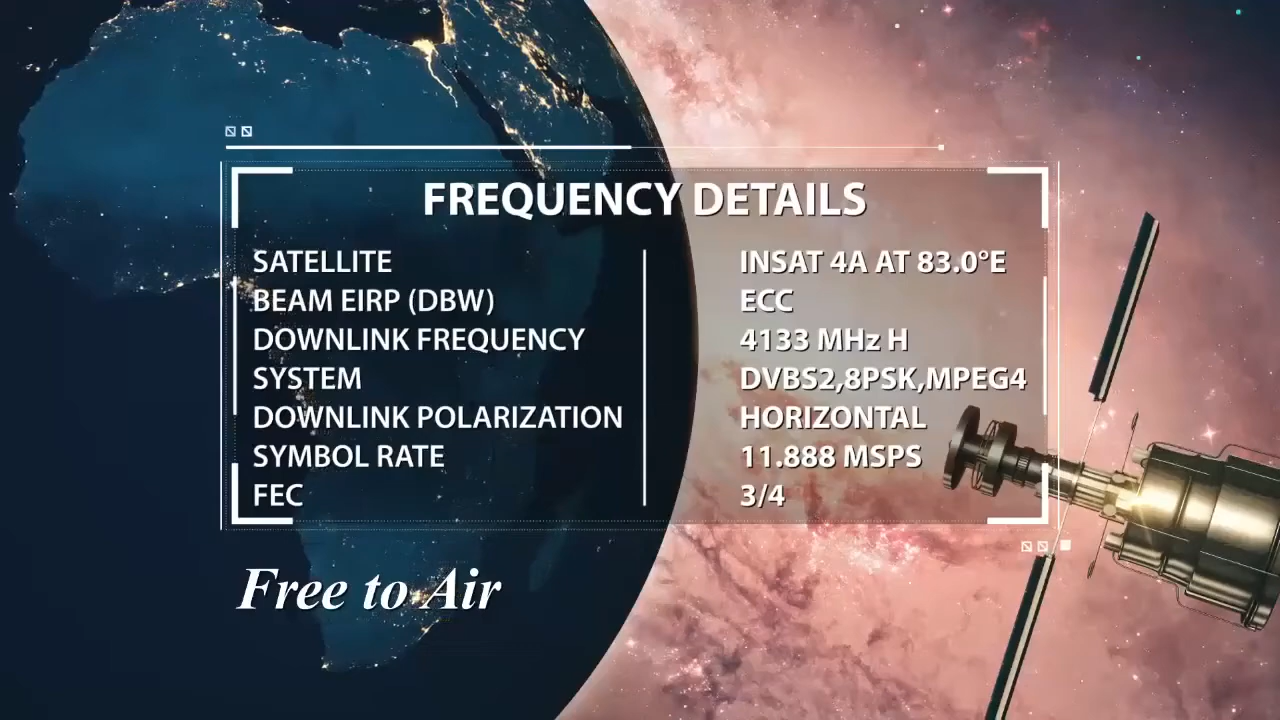 FREQUENCY DETAILS
SATELLITE INSAT 4A AT 83.0°E
BEAM EIRP (DBW) ECC
DOWNLINK FREQUENCY 4133 MHz H
SYSTEM DVBS2,8PSK,MPEG4
DOWNLINK POLARIZATION HORIZONTAL
SYMBOL RATE 11.888 MSPS
FEC 3/4
Free to Air